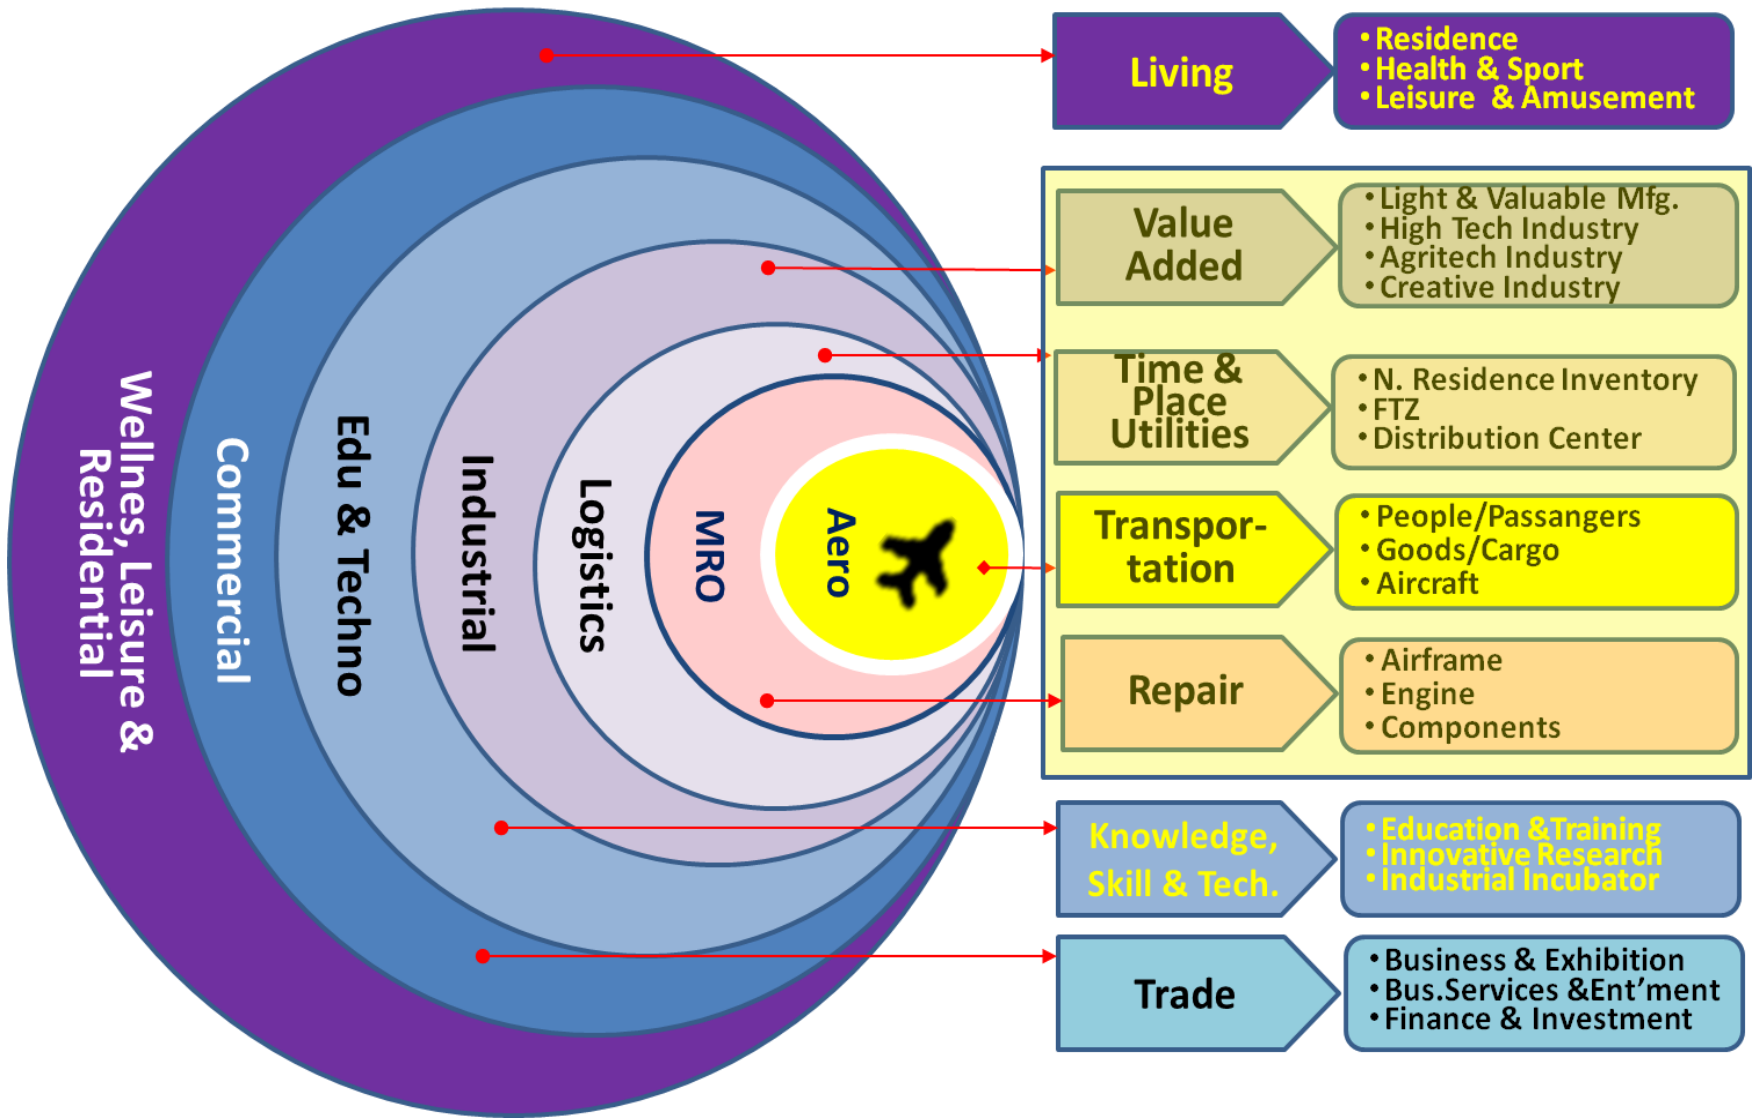 Wellnes, Leisure &
Residential
Commercial
Edu & Techno
Industrial
Logistics
MRO
Aero
Living
• Residence
• Health & Sport
• Leisure & Amusement
Value
Added
• Light & Valuable Mfg.
• High Tech Industry
• Agritech Industry
• Creative Industry
Time &
Place
Utilities
• N. Residence Inventory
• FTZ
• Distribution Center
Transpor-
tation
• People/Passangers
• Goods/Cargo
• Aircraft
Repair
• Airframe
• Engine
• Components
Knowledge,
Skill & Tech.
• Education &Training
• Innovative Research
• Industrial Incubator
Trade
• Business & Exhibition
• Bus.Services &Ent’ment
• Finance & Investment